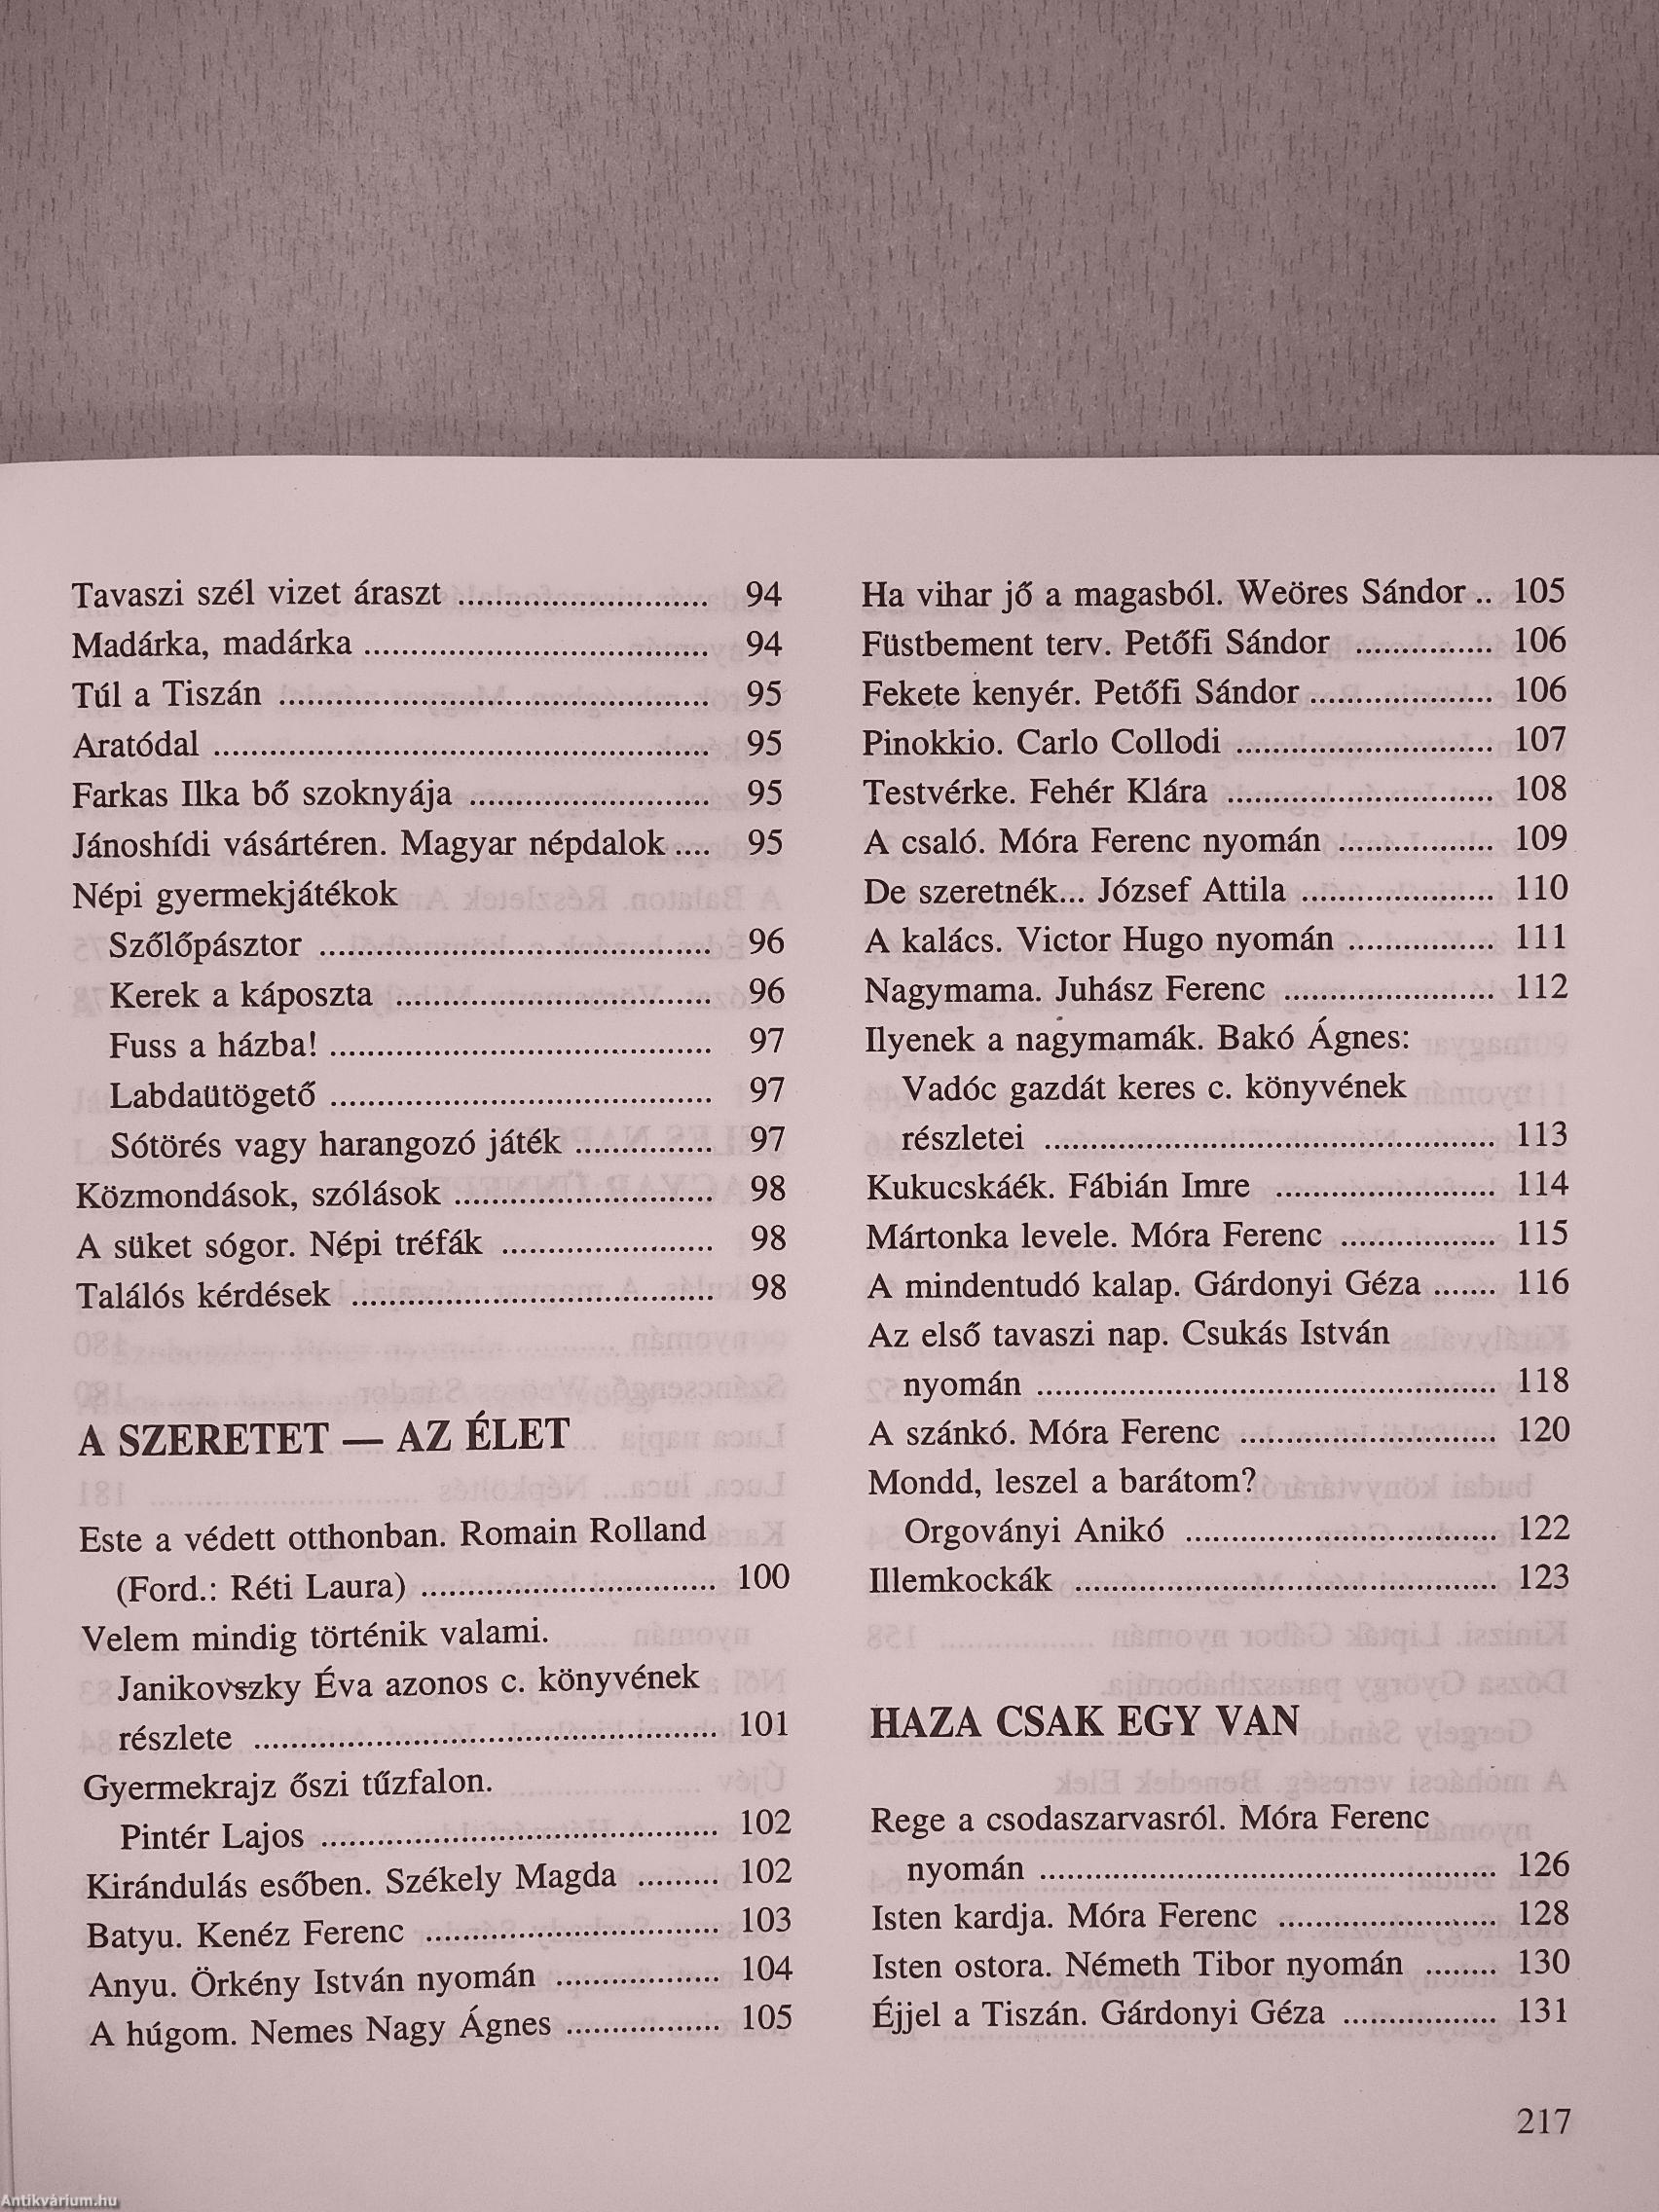 Tavaszi szél vizet áraszt .......................... 94
Madárka, madárka .................................... 94
Túl a Tiszán ............................................. 95
Aratódal .................................................... 95
Farkas Ilka bő szoknyája ......................... 95
Jánoshídi vásártéren. Magyar népdalok .... 95
Népi gyermekjátékok
Szőlőpásztor ......................................... 96
Kerek a káposzta ................................. 96
Fuss a házba! ........................................ 97
Labdaütögető ........................................ 97
Sótörés vagy harangozó játék .............. 97
Közmondások, szólások ........................... 98
A süket sógor. Népi tréfák ...................... 98
Találós kérdések ...................................... 98
A SZERETET — AZ ÉLET
Este a védett otthonban. Romain Rolland
(Ford.: Réti Laura) ............................... 100
Velem mindig történik valami.
Janikovszky Éva azonos c. könyvének
részlete ................................................ 101
Gyermekrajz őszi tűzfalon.
Pintér Lajos ......................................... 102
Kirándulás esőben. Székely Magda ......... 102
Batyu. Kenéz Ferenc ............................... 103
Anyu. Örkény István nyomán ................. 104
A húgom. Nemes Nagy Ágnes ................ 105
Ha vihar jő a magasból. Weöres Sándor .. 105
Füstbement terv. Petőfi Sándor .............. 106
Fekete kenyér. Petőfi Sándor ................... 106
Pinokkio. Carlo Collodi ........................... 107
Testvérke. Fehér Klára ............................ 108
A csaló. Móra Ferenc nyomán ................ 109
De szeretnék... József Attila .................... 110
A kalács. Victor Hugo nyomán ............... 111
Nagymama. Juhász Ferenc ...................... 112
Ilyenek a nagymamák. Bakó Ágnes:
Vadóc gazdát keres c. könyvének
részletei ............................................... 113
Kukucskáék. Fábián Imre ....................... 114
Mártonka levele. Móra Ferenc ................ 115
A mindentudó kalap. Gárdonyi Géza ....... 116
Az első tavaszi nap. Csukás István
nyomán ................................................ 118
A szánkó. Móra Ferenc ........................... 120
Mondd, leszel a barátom?
Orgoványi Anikó ................................. 122
Illemkockák ............................................. 123
HAZA CSAK EGY VAN
Rege a csodaszarvasról. Móra Ferenc
nyomán ................................................ 126
Isten kardja. Móra Ferenc ....................... 128
Isten ostora. Németh Tibor nyomán ........ 130
Éjjel a Tiszán. Gárdonyi Géza ................ 131
217
Antikvárium.hu